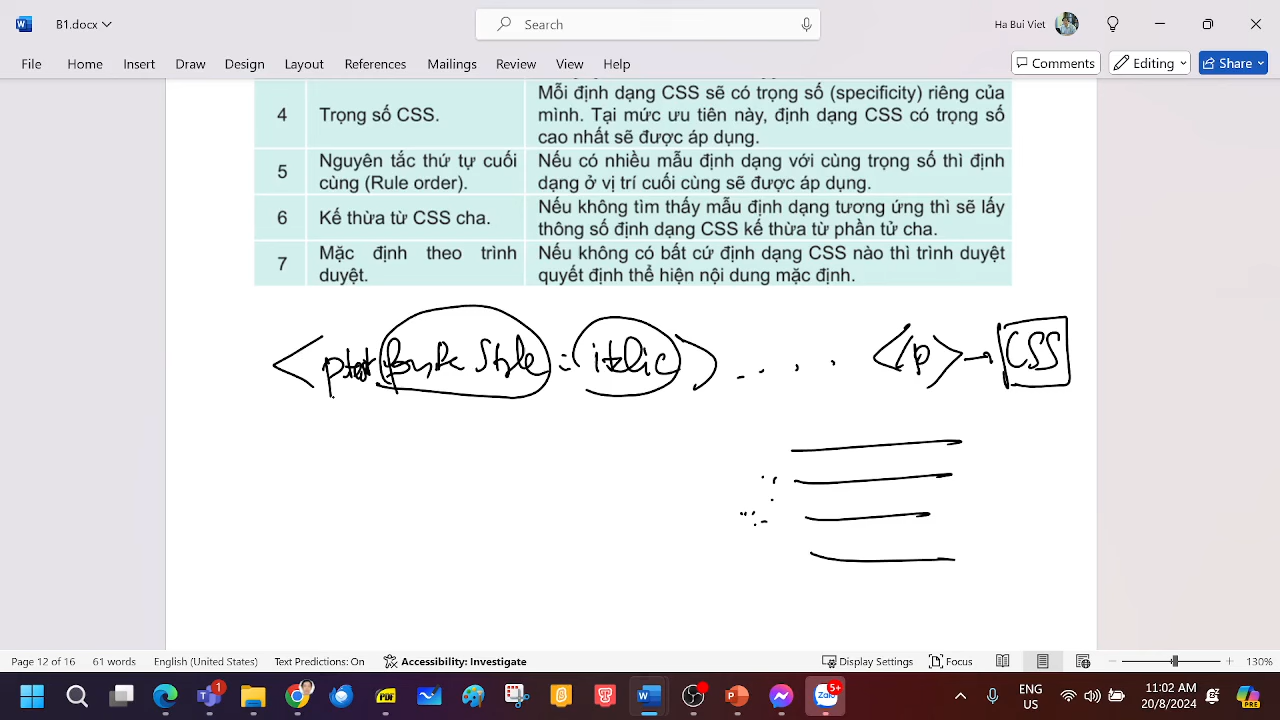 B1.docx
Search
Ha Bui Viet
File Home Insert Draw Design Layout References Mailings Review View Help
Comments Editing Share
4 Trọng số CSS. Mỗi định dạng CSS sẽ có trọng số (specificity) riêng của
mình. Tại mức ưu tiên này, định dạng CSS có trọng số
cao nhất sẽ được áp dụng.
5 Nguyên tắc thứ tự cuối Nếu có nhiều mẫu định dạng với cùng trọng số thì định
cùng (Rule order). dạng ở vị trí cuối cùng sẽ được áp dụng.
6 Kế thừa từ CSS cha. Nếu không tìm thấy mẫu định dạng tương ứng thì sẽ lấy
thông số định dạng CSS kế thừa từ phần tử cha.
7 Mặc định theo trình Nếu không có bất cứ định dạng CSS nào thì trình duyệt
duyệt. quyết định thể hiện nội dung mặc định.
Style = italic > .... </p> → CSS
Page 12 of 16 61 words English (United States) Text Predictions: On Accessibility: Investigate Display Settings Focus 130%
1 PDF 5+ Zalo ENG 11:02 AM PRE
US 20/8/2024